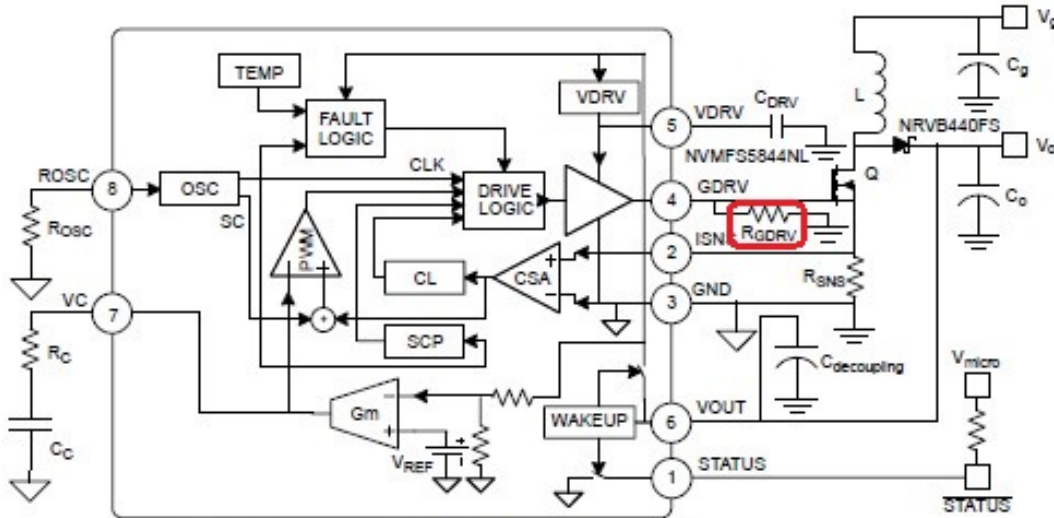 TEMP
FAULT
LOGIC
VDRV
VDRV
CDRV
5
L
Cg
NRVB440FS
NVMFS5844NL
ROSC
8
OSC
CLK
SC
DRIVE
LOGIC
4
GDRV
Q
Co
RGDRV
ROSC
PWM
CL
CSA
+
−
2
3
GND
RSNS
VC
7
+
SCP
RC
CC
Gm
−
+
VREF
+
WAKEUP
6
VOUT
Cdecoupling
Vmicro
1
STATUS
STATUS